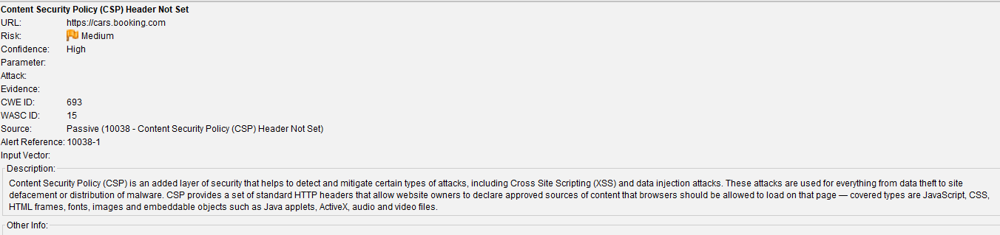 Content Security Policy (CSP) Header Not Set
URL: https://cars.booking.com
Risk: Medium
Confidence: High
Parameter:
Attack:
Evidence:
CWE ID: 693
WASC ID: 15
Source: Passive (10038 - Content Security Policy (CSP) Header Not Set)
Alert Reference: 10038-1
Input Vector:
Description:
Content Security Policy (CSP) is an added layer of security that helps to detect and mitigate certain types of attacks, including Cross Site Scripting (XSS) and data injection attacks. These attacks are used for everything from data theft to site
defacement or distribution of malware. CSP provides a set of standard HTTP headers that allow website owners to declare approved sources of content that browsers should be allowed to load on that page — covered types are JavaScript, CSS,
HTML frames, fonts, images and embeddable objects such as Java applets, ActiveX, audio and video files.
Other Info: